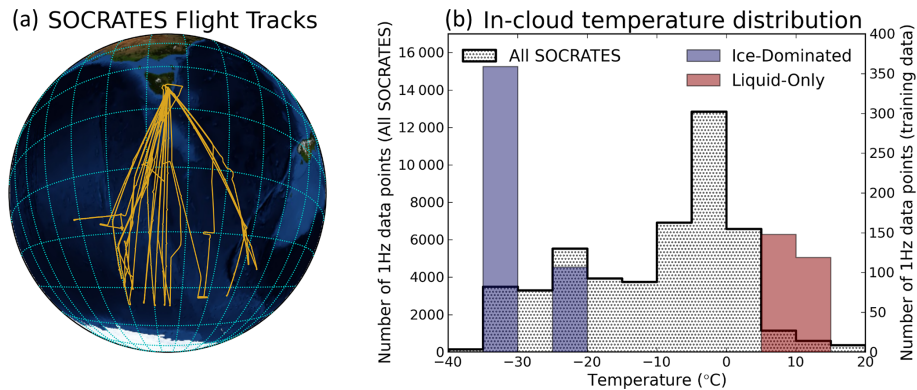 (a) SOCRATES Flight Tracks
(b) In-cloud temperature distribution
All SOCRATES
Ice-Dominated
Liquid-Only
Number of 1Hz data points (All SOCRATES)
16 000
14 000
12 000
10 000
8000
6000
4000
2000
0
Number of 1Hz data points (training data)
400
350
300
250
200
150
100
50
0
−40 −30 −20 −10 0 10 20
Temperature (°C)